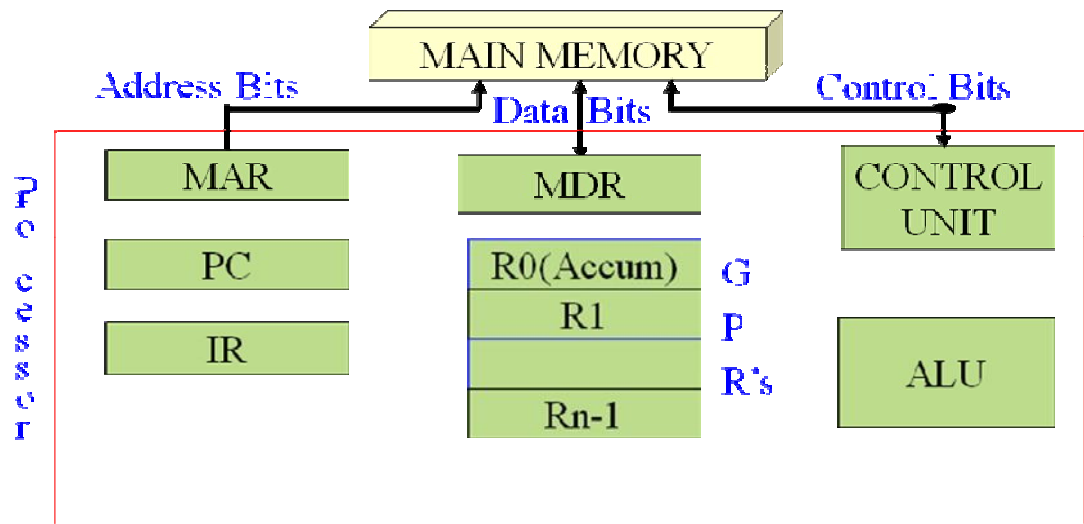 MAIN MEMORY
Address Bits
Data Bits
Control Bits
Processer
MAR
MDR
CONTROL
UNIT
PC
R0(Accum)
G
R1
P
IR
R's
ALU
Rn-1